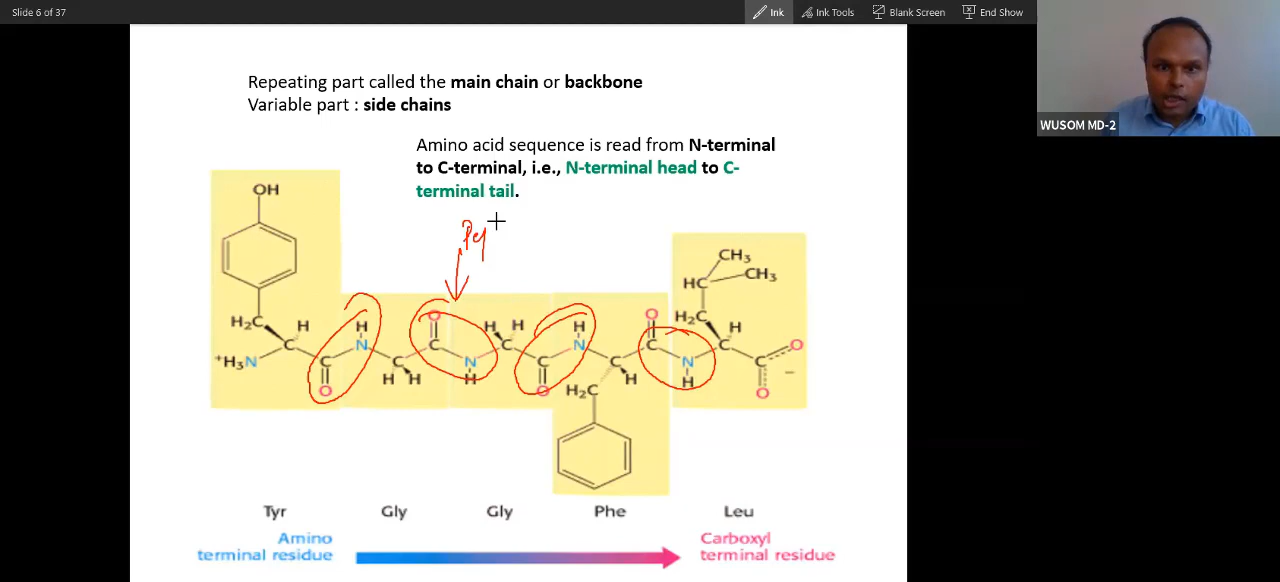 Slide 6 of 37
Ink
Ink Tools
Blank Screen
End Show
WUSOM MD-2
Repeating part called the main chain or backbone
Variable part : side chains
Amino acid sequence is read from N-terminal
to C-terminal, i.e., N-terminal head to C-
terminal tail.
OH
H₂C
H
⁺H₃N
O
H
N
H H
O
N
H
H H
O
H
N
H₂C
H
O
N
H
H₂C
HC
CH₃
CH₃
H
C
O
O
−
Tyr
Gly
Gly
Phe
Leu
Amino
terminal residue
Carboxyl
terminal residue